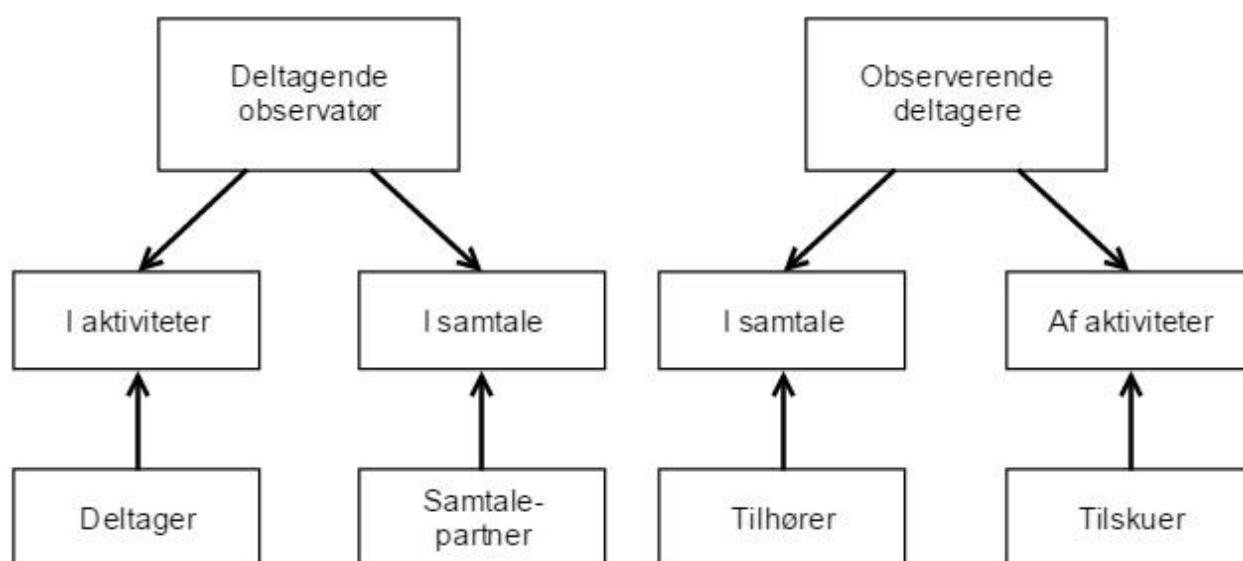 Deltagende
observatør
Observerende
deltagere
I aktiviteter
I samtale
I samtale
Af aktiviteter
Deltager
Samtale-
partner
Tilhører
Tilskuer